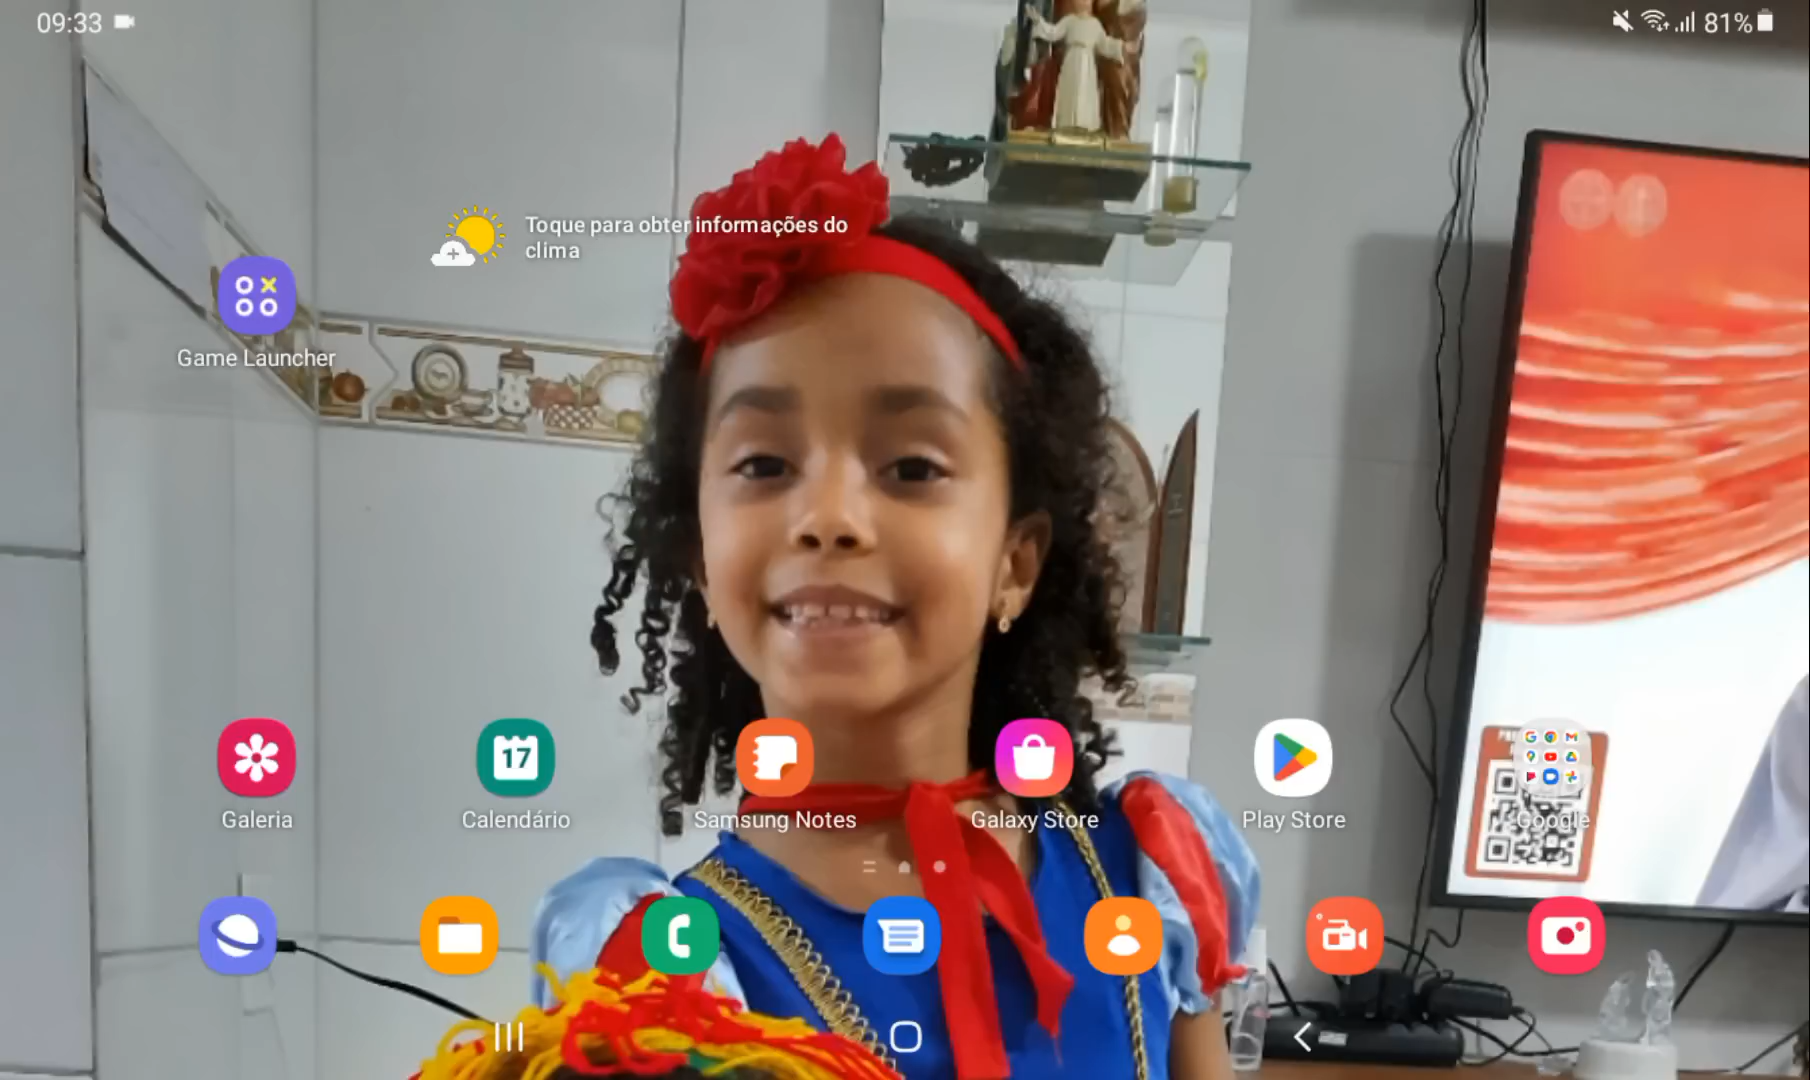 09:33
81%
Toque para obter informações do
clima
Game Launcher
Galeria
17
Calendário
Samsung Notes
Galaxy Store
Play Store
Google